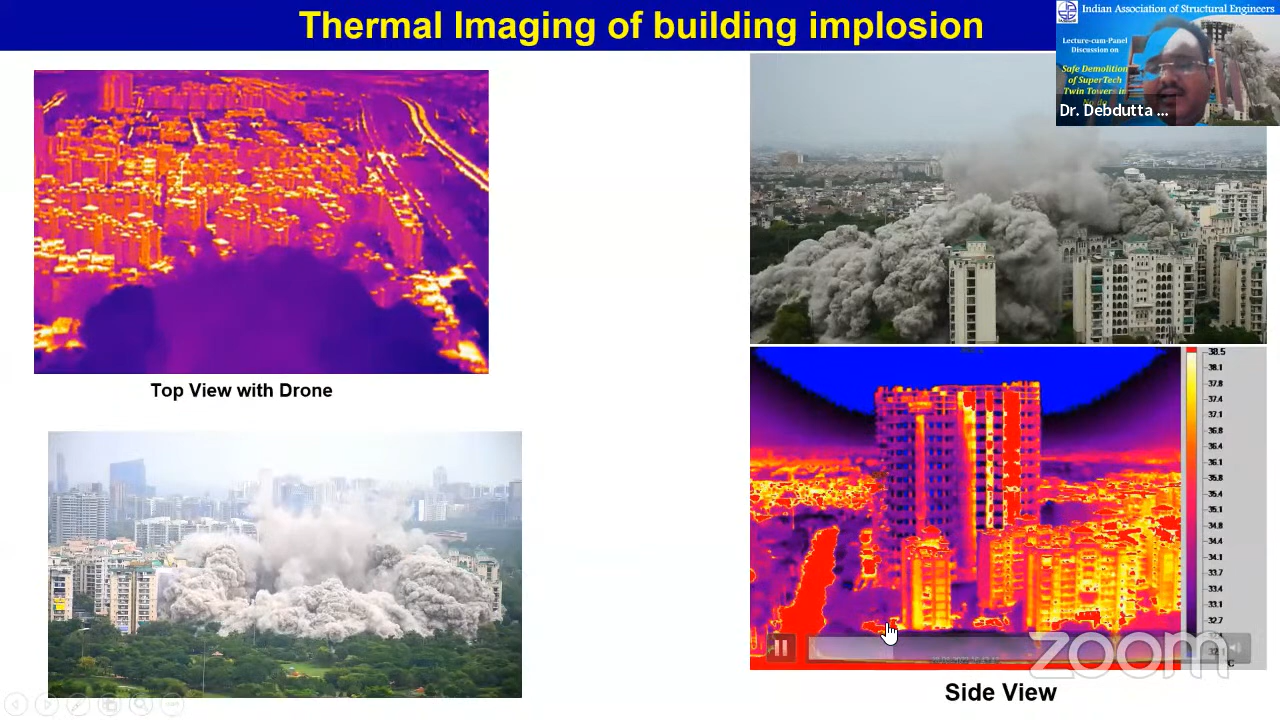 Thermal Imaging of building implosion
Indian Association of Structural Engineers
Lecture-cum-Panel
Discussion on
Safe Demolition
of SuperTech
Twin Towers in
Dr. Debdutta ...
Top View with Drone
38.5
38.1
37.8
37.4
37.1
36.8
36.4
36.1
35.8
35.4
35.1
34.8
34.4
34.1
33.7
33.4
33.1
32.7
zoom
Side View